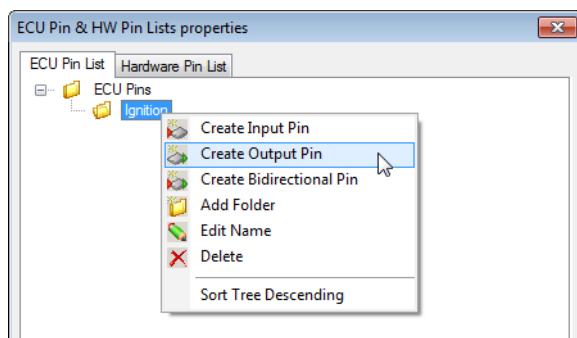 ECU Pin & HW Pin Lists properties
ECU Pin List Hardware Pin List
ECU Pins
Ignition
Create Input Pin
Create Output Pin
Create Bidirectional Pin
Add Folder
Edit Name
Delete
Sort Tree Descending